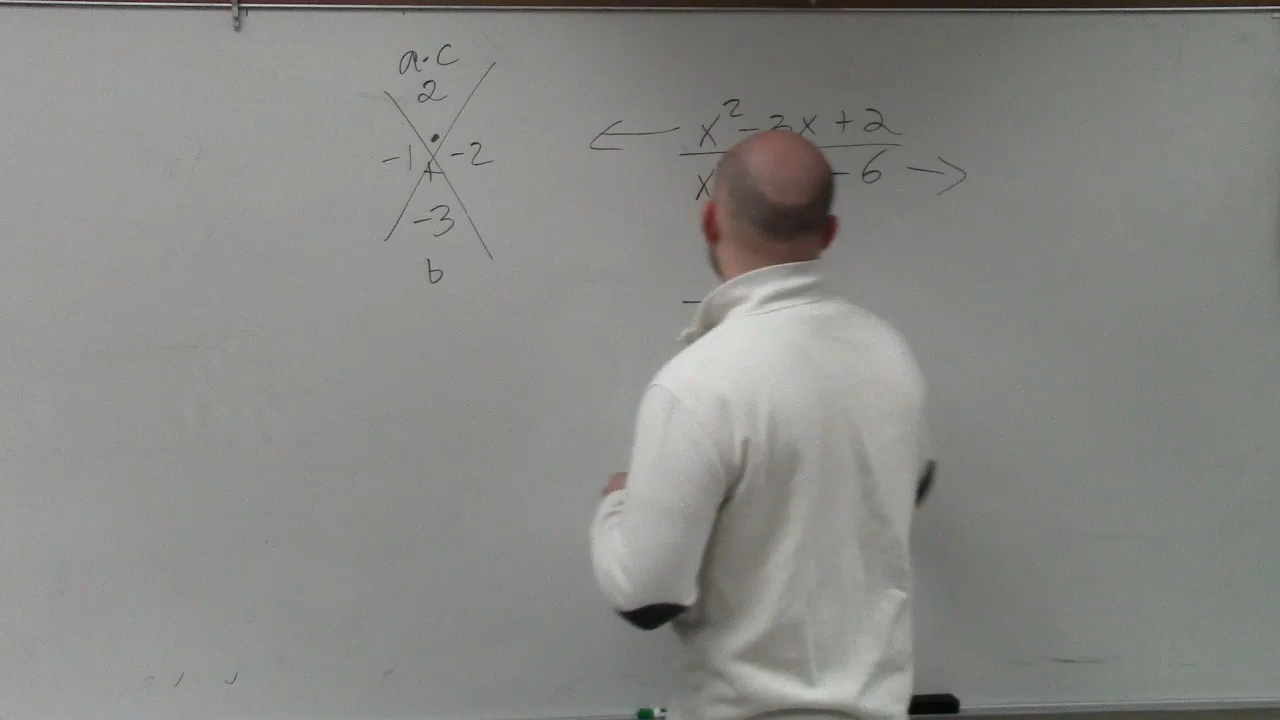 a·c
2
-1 · + -2
-3
b
← x² - 3x + 2
x - 6 →